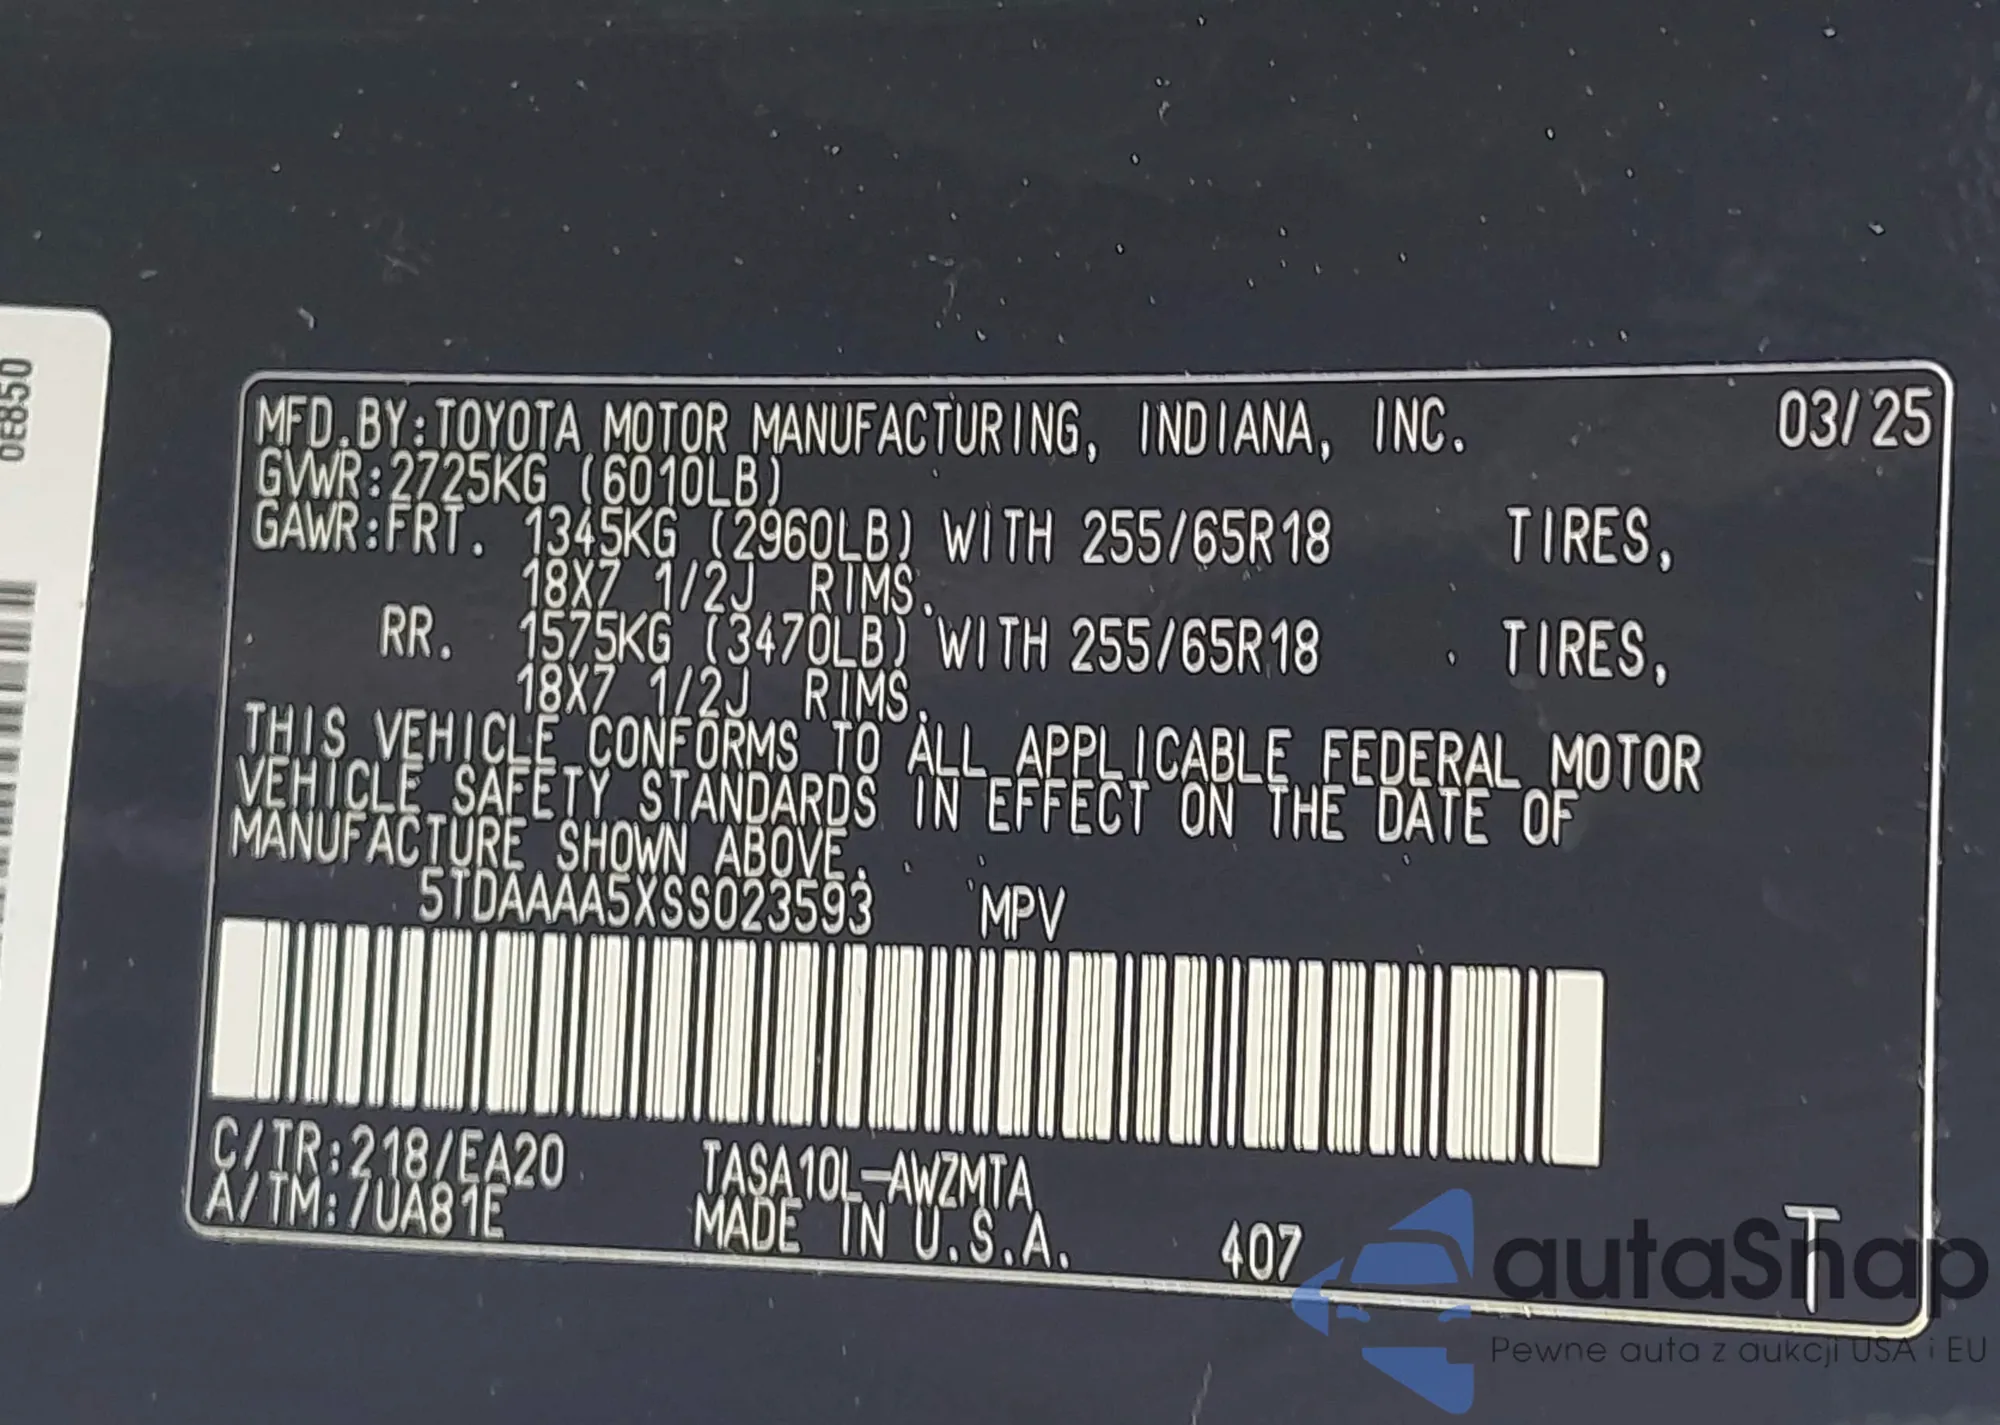 0E850
MFD.BY:TOYOTA MOTOR MANUFACTURING, INDIANA, INC. 03/25
GVWR:2725KG (6010LB)
GAWR:FRT. 1345KG (2960LB) WITH 255/65R18 TIRES,
18X7 1/2J RIMS.
RR. 1575KG (3470LB) WITH 255/65R18 TIRES,
18X7 1/2J RIMS.
THIS VEHICLE CONFORMS TO ALL APPLICABLE FEDERAL MOTOR
VEHICLE SAFETY STANDARDS IN EFFECT ON THE DATE OF
MANUFACTURE SHOWN ABOVE.
5TDAAAA5XSS023593 MPV
C/TR:218/EA20 TASA10L-AWZMTA
A/TM:/UA81E MADE IN U.S.A. 407 T
autaSnap
Pewne auta z aukcji USA i EU